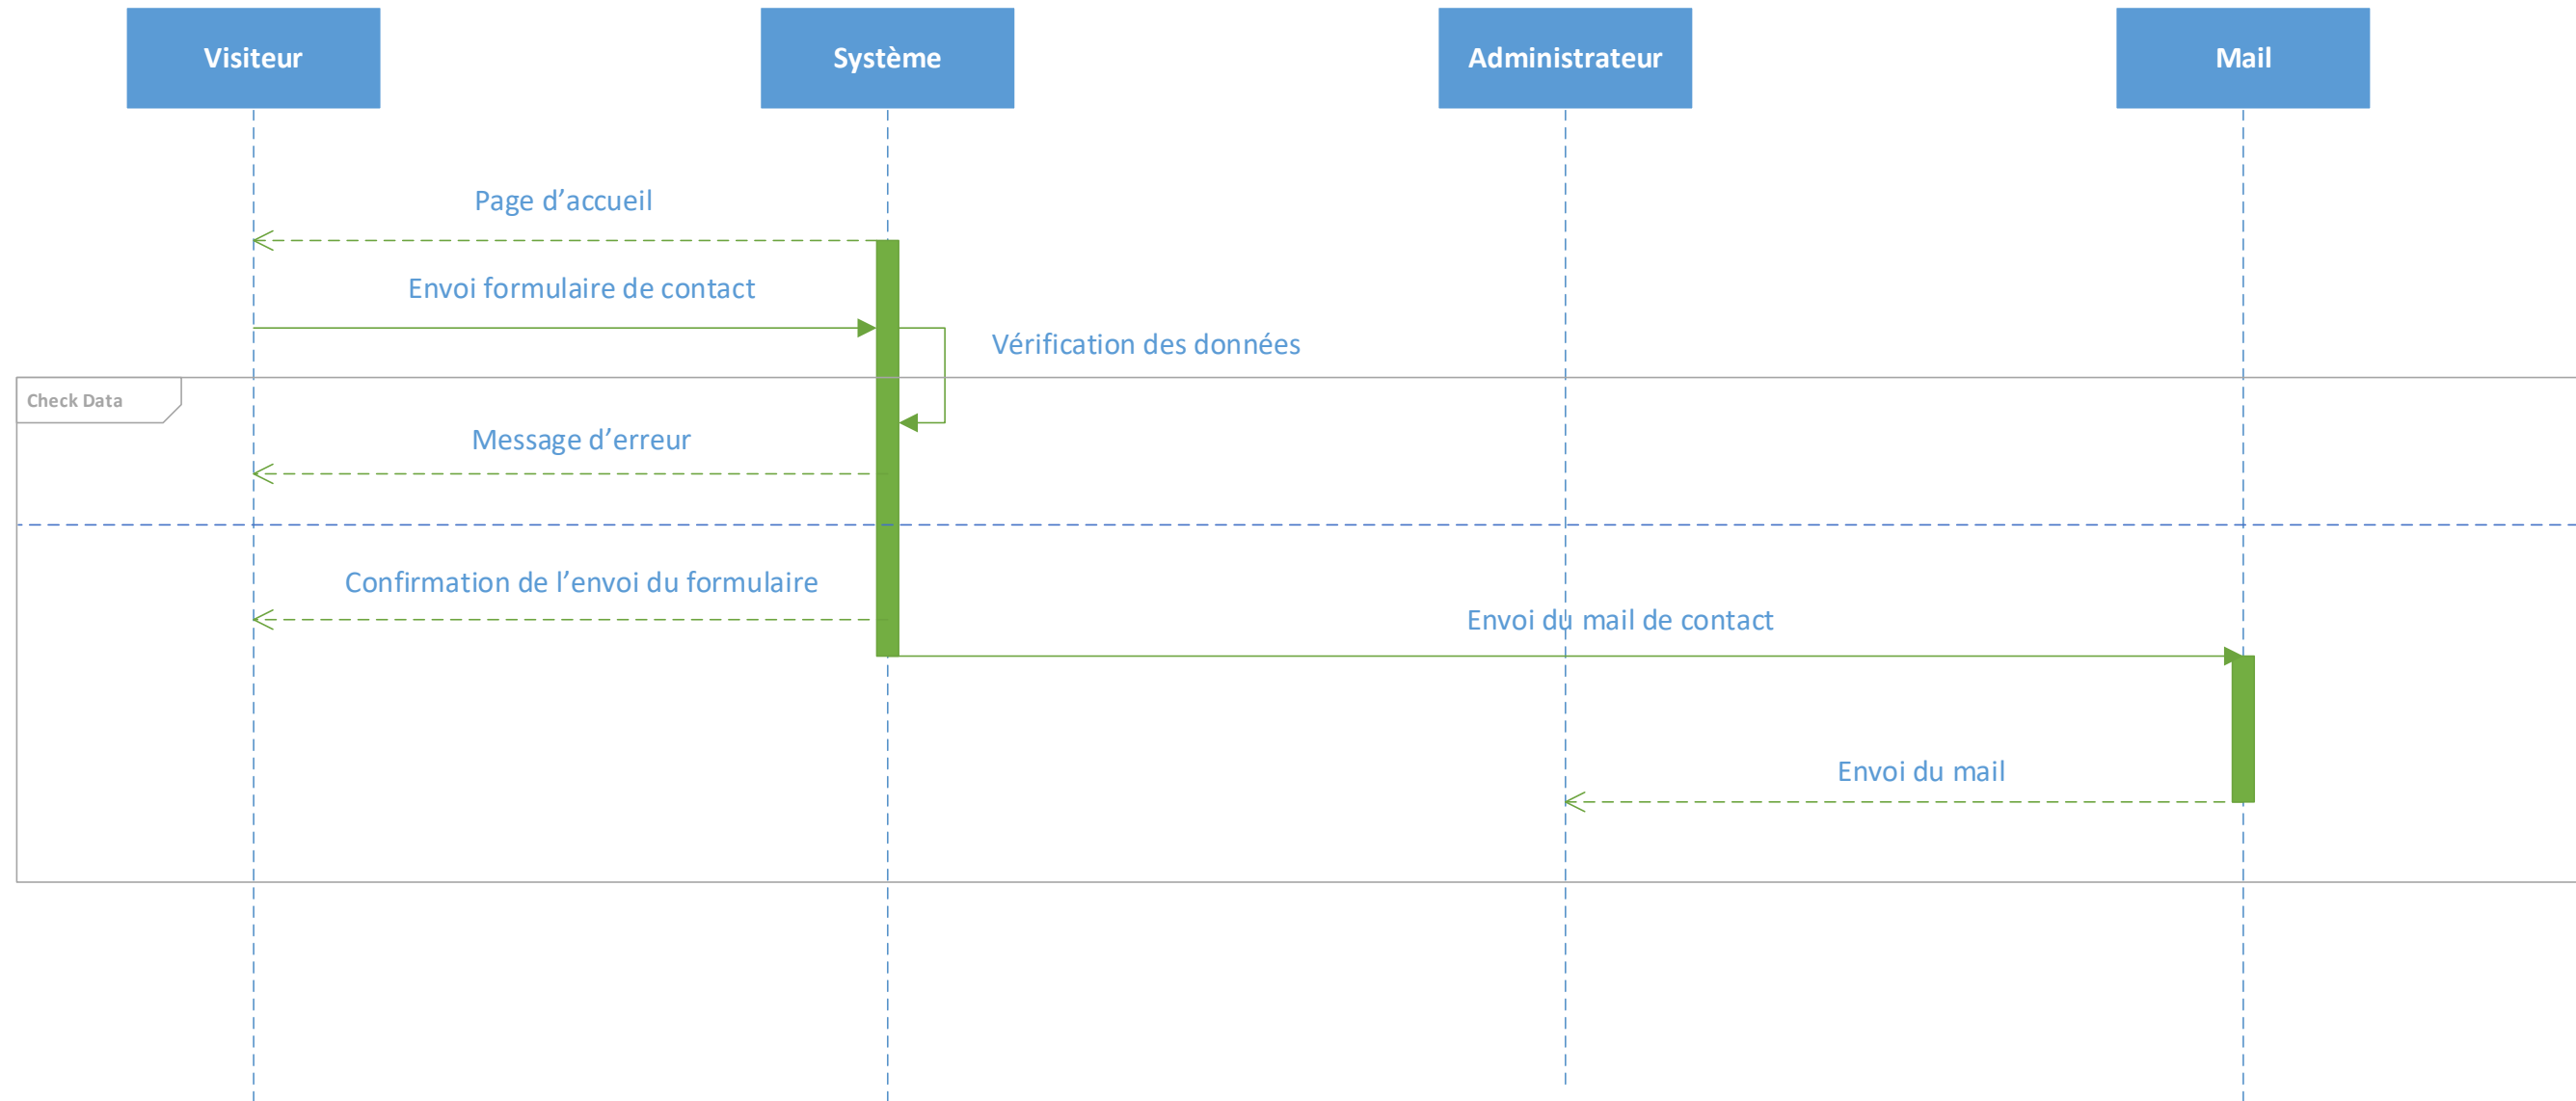 Visiteur
Système
Administrateur
Mail
Page d’accueil
Envoi formulaire de contact
Vérification des données
Check Data
Message d’erreur
Confirmation de l’envoi du formulaire
Envoi du mail de contact
Envoi du mail